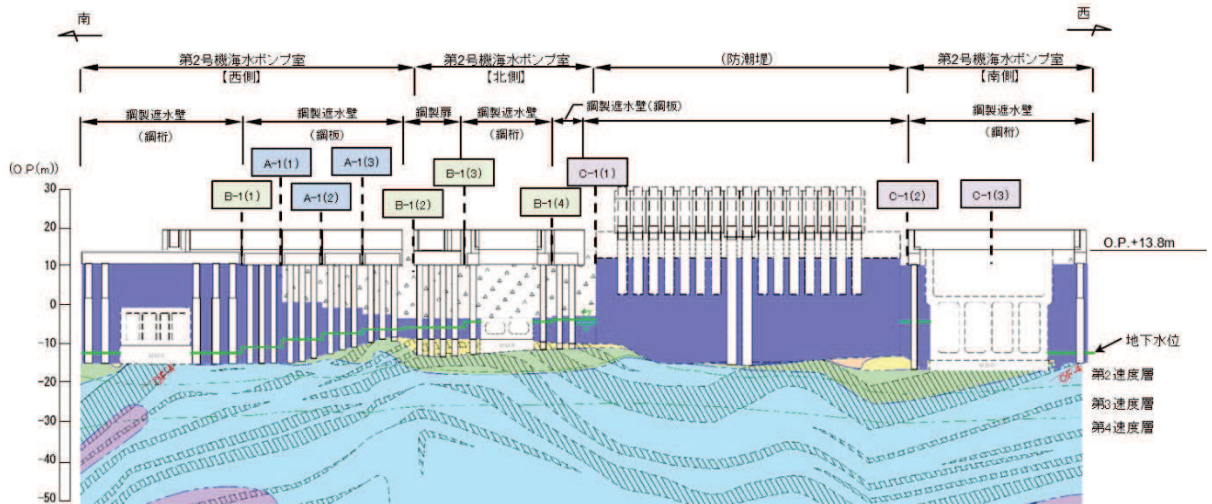 南
西
第2号機海水ポンプ室
【西側】
第2号機海水ポンプ室
【北側】
(防潮堤)
第2号機海水ポンプ室
【南側】
鋼製遮水壁
(鋼桁)
鋼製遮水壁
(鋼板)
鋼製扉
鋼製遮水壁
(鋼桁)
鋼製遮水壁(鋼板)
鋼製遮水壁
(鋼桁)
(O.P.(m))
A-1(1)
A-1(3)
B-1(3)
C-1(1)
B-1(1)
A-1(2)
B-1(2)
B-1(4)
C-1(2)
C-1(3)
30
20
10
0
-10
-20
-30
-40
-50
O.P.+13.8m
地下水位
第2速度層
第3速度層
第4速度層